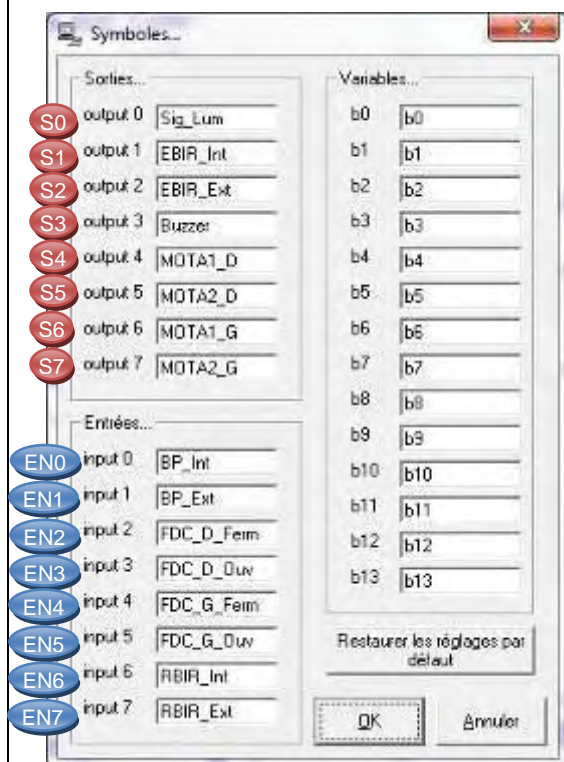 Symboles...
Sorties...
S0 output 0 Sig_Lum
S1 output 1 EBIR_Int
S2 output 2 EBIR_Ext
S3 output 3 Buzzer
S4 output 4 MOTA1_D
S5 output 5 MOTA2_D
S6 output 6 MOTA1_G
S7 output 7 MOTA2_G
Entrées...
EN0 input 0 BP_Int
EN1 input 1 BP_Ext
EN2 input 2 FDC_D_Ferm
EN3 input 3 FDC_D_Ouv
EN4 input 4 FDC_G_Ferm
EN5 input 5 FDC_G_Ouv
EN6 input 6 RBIR_Int
EN7 input 7 RBIR_Ext
Variables...
b0 b0
b1 b1
b2 b2
b3 b3
b4 b4
b5 b5
b6 b6
b7 b7
b8 b8
b9 b9
b10 b10
b11 b11
b12 b12
b13 b13
Restaurer les réglages par
défaut
OK
Annuler